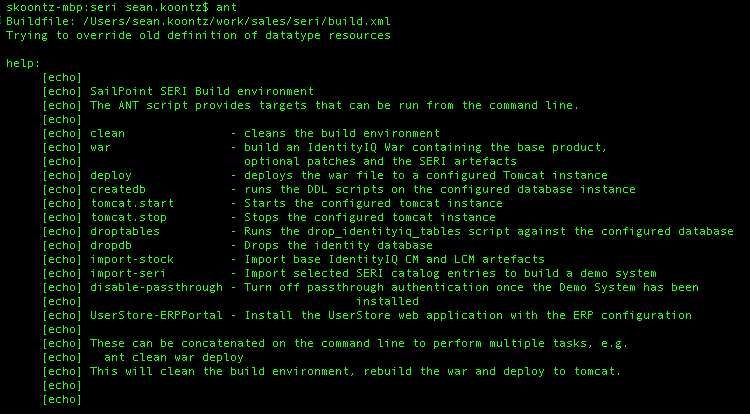 skoontz-mbp:seri sean.koontz$ ant
Buildfile: /Users/sean.koontz/work/sales/seri/build.xml
Trying to override old definition of datatype resources

help:
[echo]
[echo] SailPoint SERI Build environment
[echo] The ANT script provides targets that can be run from the command line.
[echo]
[echo] clean - cleans the build environment
[echo] war - build an IdentityIQ War containing the base product,
[echo] optional patches and the SERI artefacts
[echo] deploy - deploys the war file to a configured Tomcat instance
[echo] createdb - runs the DDL scripts on the configured database instance
[echo] tomcat.start - Starts the configured tomcat instance
[echo] tomcat.stop - Stops the configured tomcat instance
[echo] droptables - Runs the drop_identityiq_tables script against the configured database
[echo] dropdb - Drops the identity database
[echo] import-stock - Import base IdentityIQ CM and LCM artefacts
[echo] import-seri - Import selected SERI catalog entries to build a demo system
[echo] disable-passthrough - Turn off passthrough authentication once the Demo System has been
[echo] installed
[echo] UserStore-ERPPortal - Install the UserStore web application with the ERP configuration
[echo]
[echo] These can be concatenated on the command line to perform multiple tasks, e.g.
[echo] ant clean war deploy
[echo] This will clean the build environment, rebuild the war and deploy to tomcat.
[echo]
[echo]